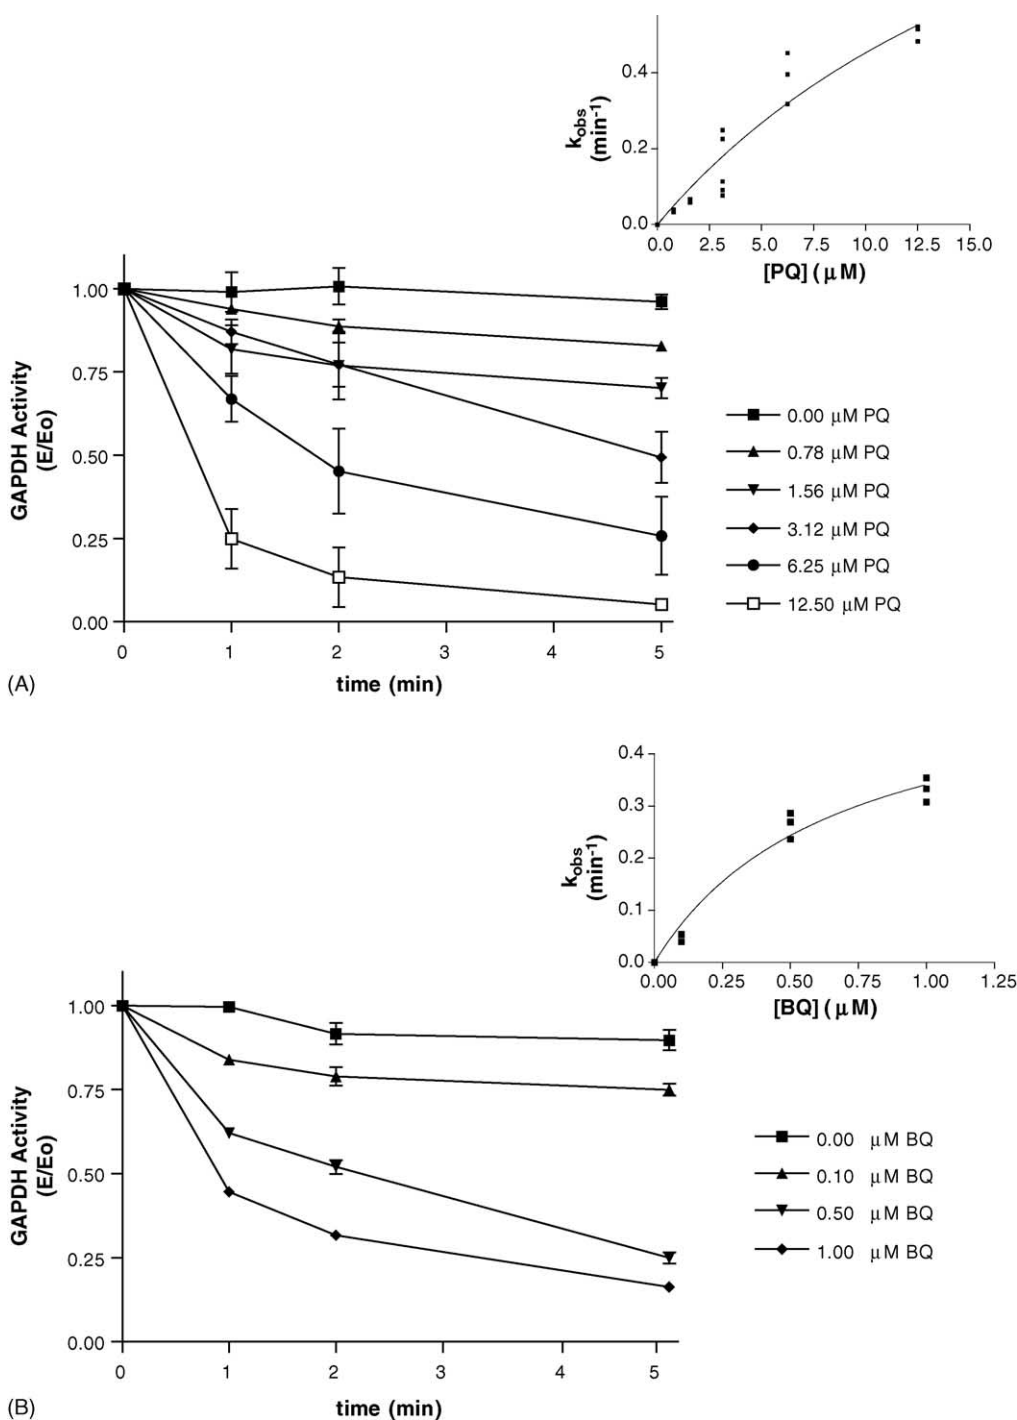 0.4
0.2
0.0
k_obs
(min⁻¹)
0.0 2.5 5.0 7.5 10.0 12.5 15.0
[PQ] (μM)
1.00
0.75
0.50
0.25
0.00
GAPDH Activity
(E/Eo)
0 1 2 3 4 5
time (min)
0.00 μM PQ
0.78 μM PQ
1.56 μM PQ
3.12 μM PQ
6.25 μM PQ
12.50 μM PQ
(A)
0.4
0.3
0.2
0.1
0.0
k_obs
(min⁻¹)
0.00 0.25 0.50 0.75 1.00 1.25
[BQ] (μM)
1.00
0.75
0.50
0.25
0.00
GAPDH Activity
(E/Eo)
0 1 2 3 4 5
time (min)
0.00 μM BQ
0.10 μM BQ
0.50 μM BQ
1.00 μM BQ
(B)